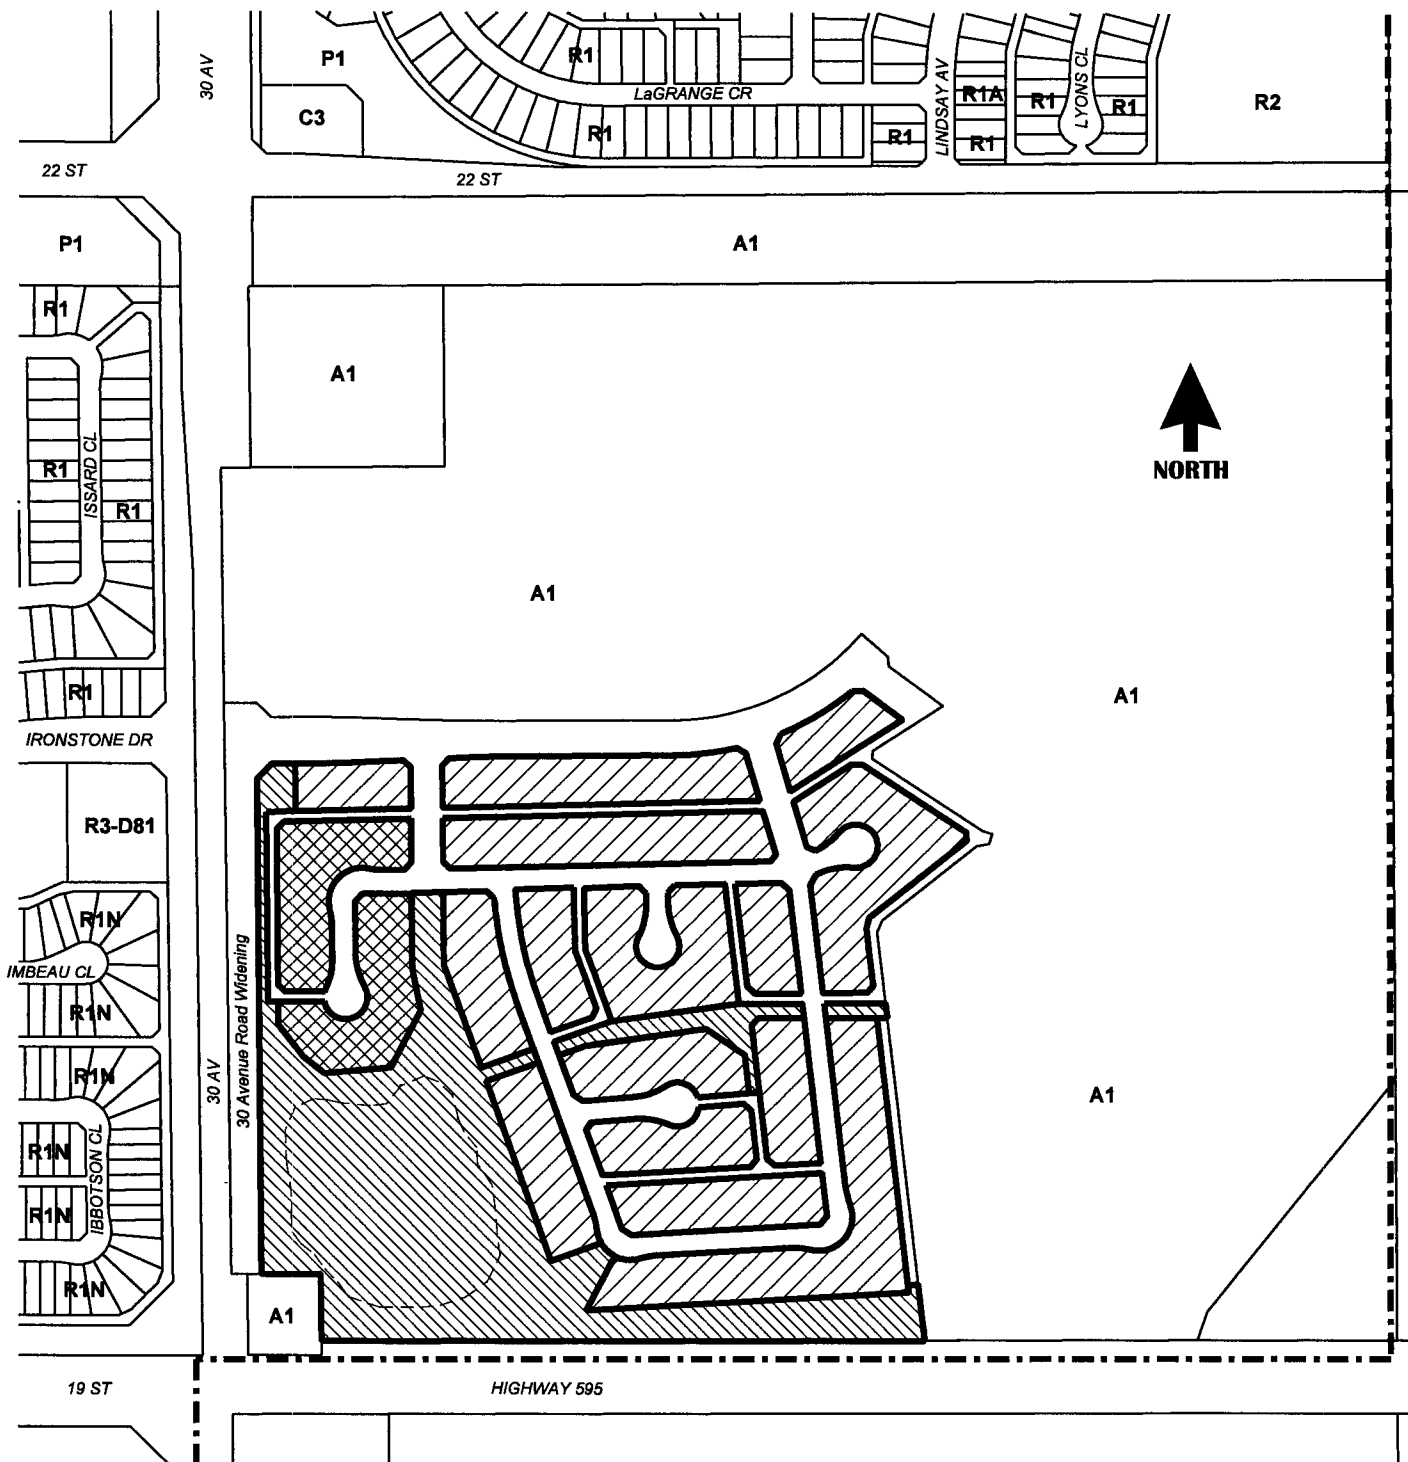 30 AV
P1
R1
LaGRANGE CR
C3
R1
R1
LINDSAY AV
R1A
R1
R1
LYONS CL
R1
R2
22 ST
22 ST
P1
A1
R1
A1
NORTH
R1
ISSARD CL
R1
A1
R1
A1
IRONSTONE DR
R3-D81
R1N
IMBEAU CL
R1N
30 Avenue Road Widening
30 AV
R1N
A1
R1N
IBBOTSON CL
R1N
R1N
A1
19 ST
HIGHWAY 595